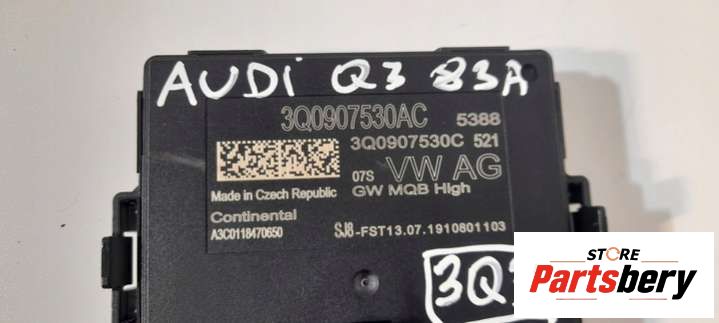 AUDi Q3 83A
3Q0907530AC 5388
3Q0907530C 521
07S VW AG
Made in Czech Republic GW MQB High
Continental
A3C0118470650 SJ8-FST13.07.1910801103
STORE
Partsbery